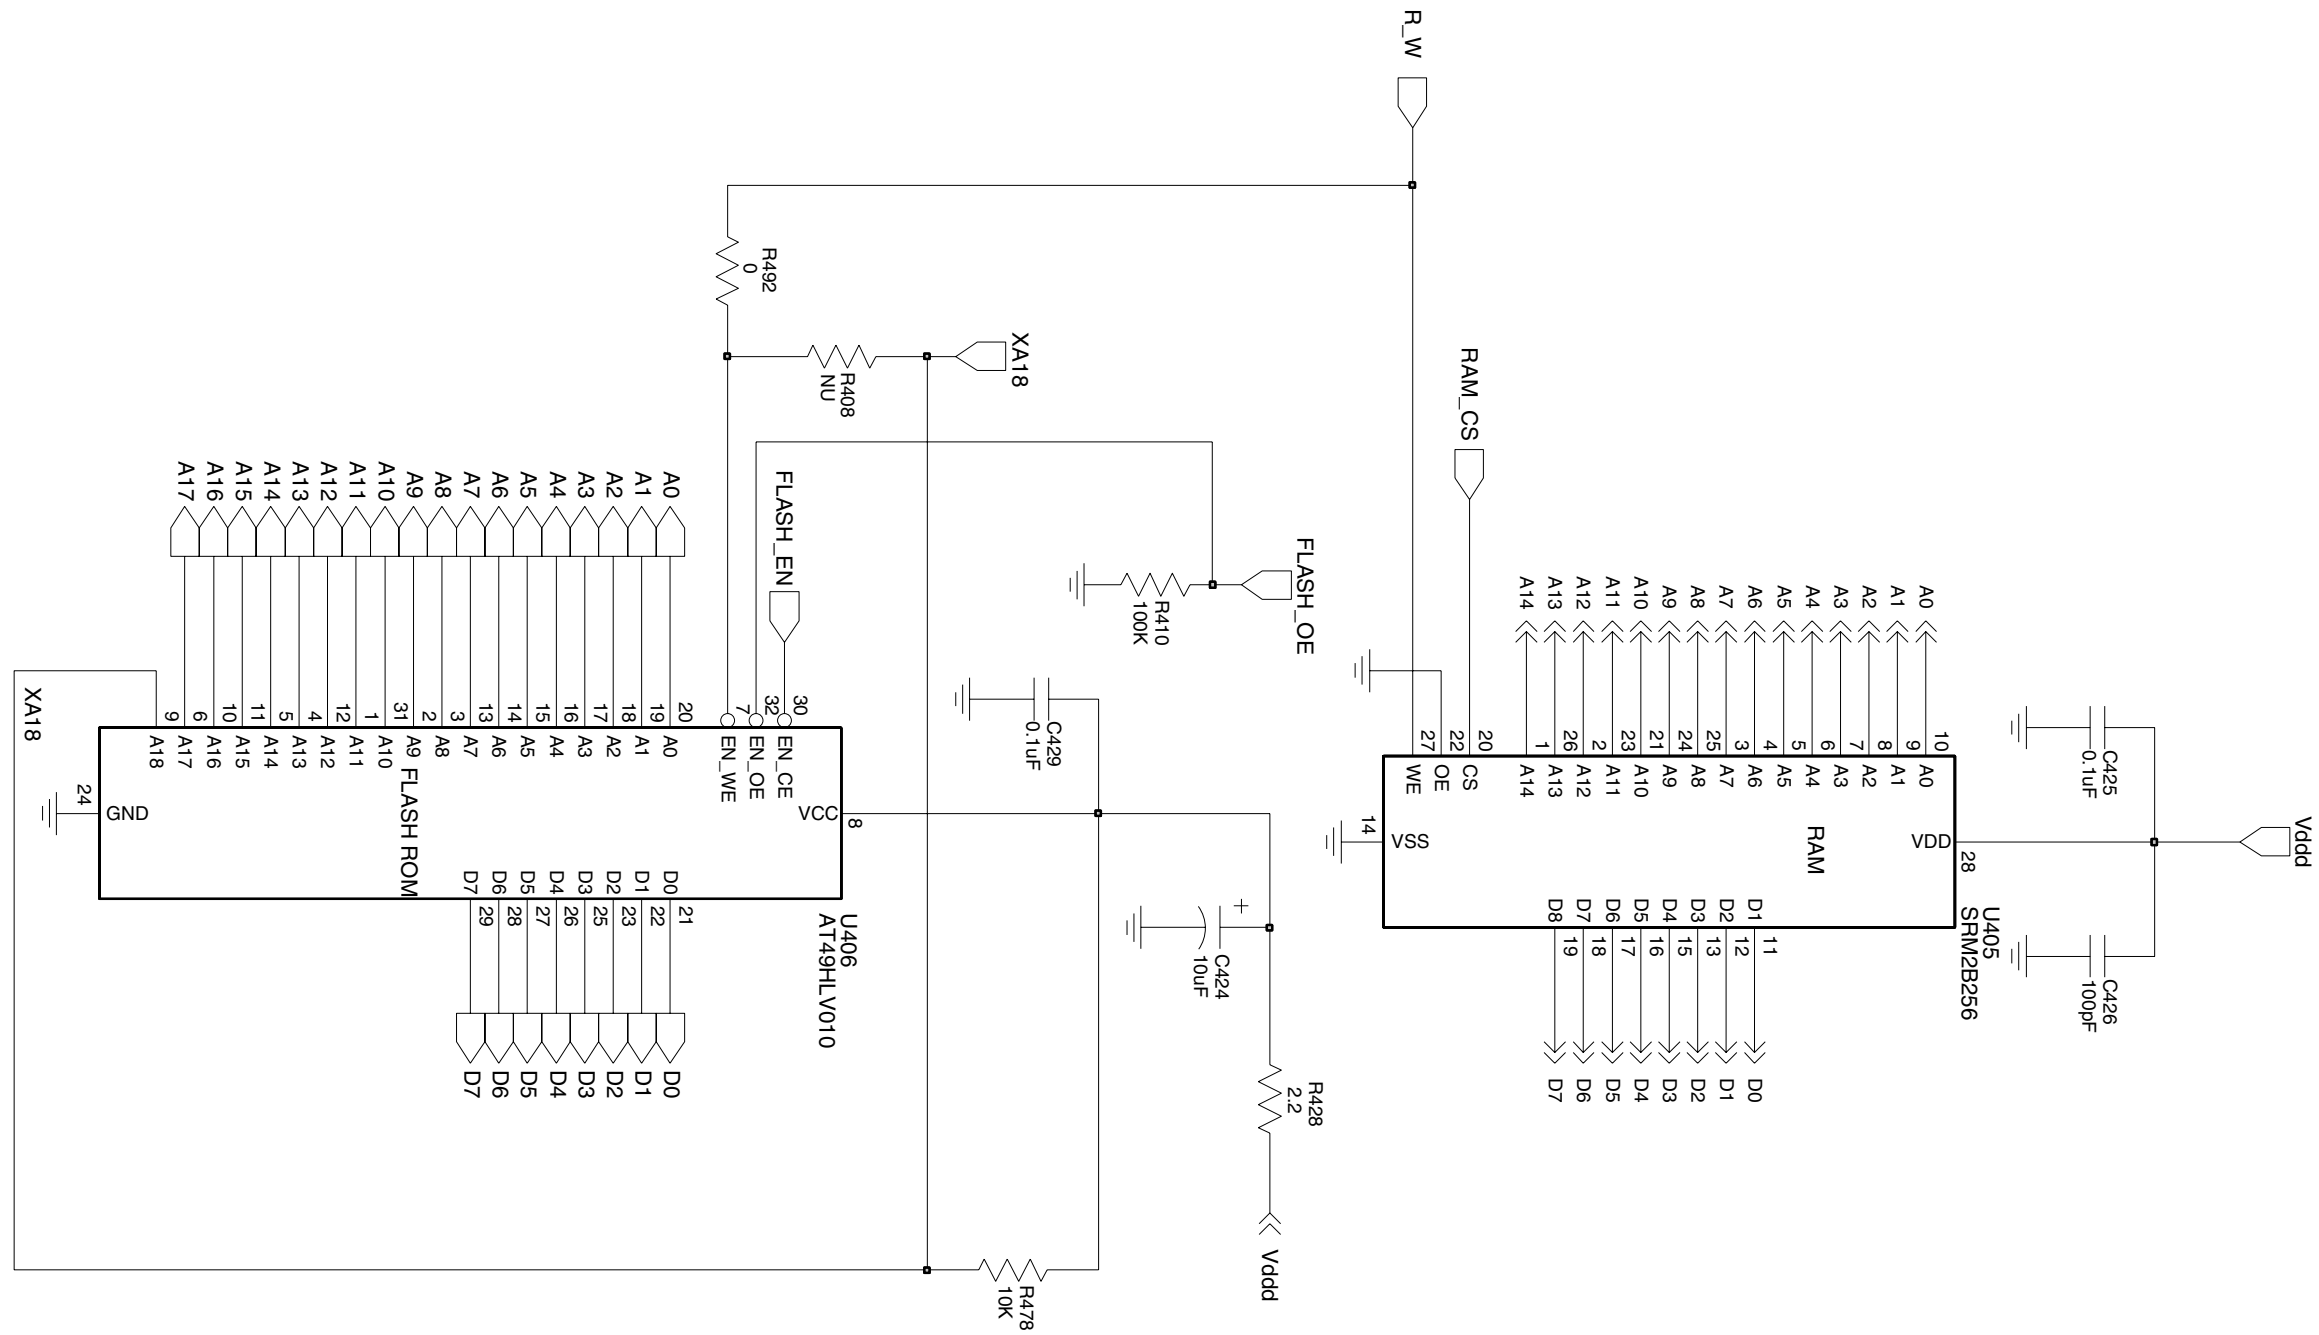 R_W
RAM_CS
XA18
FLASH_EN
FLASH_OE
R492
0
R408
NU
R410
100K
C429
0.1uF
C425
0.1uF
C426
100pF
C424
10uF
R428
2.2
R478
10K
Vddd
Vddd
U405
SRM2B256
RAM
VDD
28
VSS
14
A0
A1
A2
A3
A4
A5
A6
A7
A8
A9
A10
A11
A12
A13
A14
10
9
8
7
6
5
4
3
25
24
21
23
2
26
1
20
22
27
A0
A1
A2
A3
A4
A5
A6
A7
A8
A9
A10
A11
A12
A13
A14
CS
OE
WE
D1
D2
D3
D4
D5
D6
D7
D8
11
12
13
15
16
17
18
19
D0
D1
D2
D3
D4
D5
D6
D7
U406
AT49HLV010
FLASH ROM
VCC
8
GND
24
30
32
7
EN_CE
EN_OE
EN_WE
A0
A1
A2
A3
A4
A5
A6
A7
A8
A9
A10
A11
A12
A13
A14
A15
A16
A17
20
19
18
17
16
15
14
13
3
2
31
1
12
4
5
11
10
6
9
A0
A1
A2
A3
A4
A5
A6
A7
A8
A9
A10
A11
A12
A13
A14
A15
A16
A17
A18
XA18
D0
D1
D2
D3
D4
D5
D6
D7
21
22
23
25
26
27
28
29
D0
D1
D2
D3
D4
D5
D6
D7
+